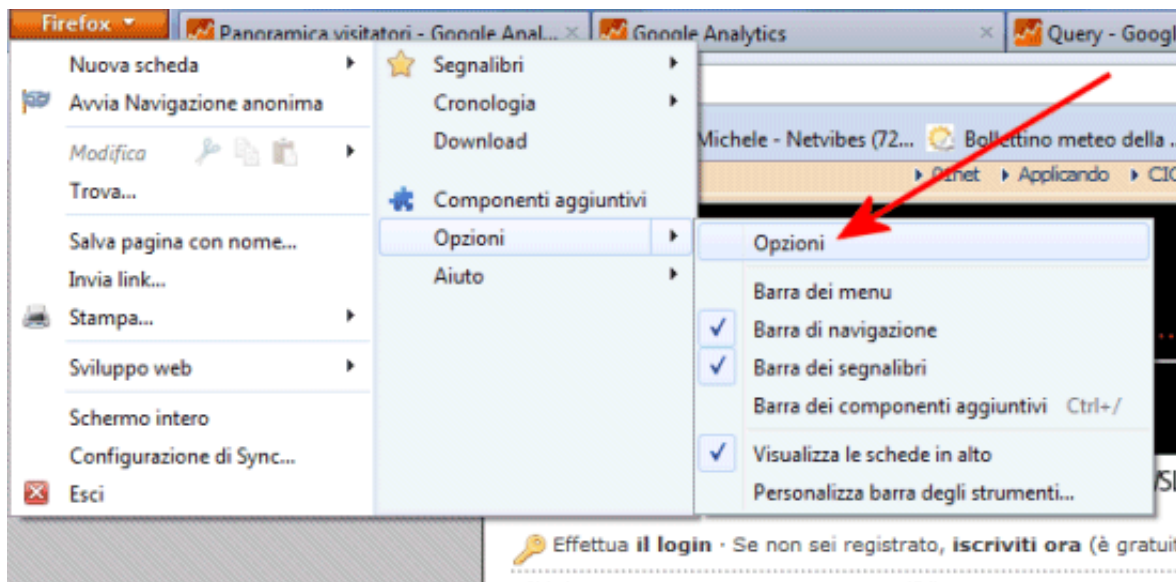 Firefox
Panoramica visitatori - Google Anal...
Google Analytics
Query - Googl
Nuova scheda
Avvia Navigazione anonima
Modifica
Trova...
Salva pagina con nome...
Invia link...
Stampa...
Sviluppo web
Schermo intero
Configurazione di Sync...
Esci
Segnalibri
Cronologia
Download
Componenti aggiuntivi
Opzioni
Aiuto
Michele - Netvibes (72...
Bollettino meteo della ..
01net
Applicando
CIO
Opzioni
Barra dei menu
Barra di navigazione
Barra dei segnalibri
Barra dei componenti aggiuntivi Ctrl+/
Visualizza le schede in alto
Personalizza barra degli strumenti...
Effettua il login · Se non sei registrato, iscriviti ora (è gratuit